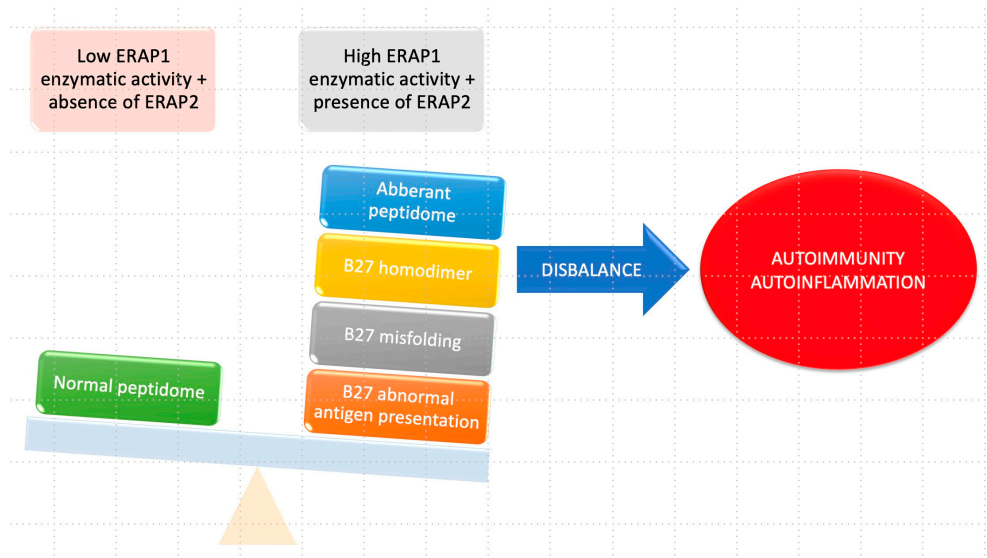 Low ERAP1
enzymatic activity +
absence of ERAP2
High ERAP1
enzymatic activity +
presence of ERAP2
Abberant
peptidome
B27 homodimer
B27 misfolding
B27 abnormal
antigen presentation
Normal peptidome
DISBALANCE
AUTOIMMUNITY
AUTOINFLAMMATION